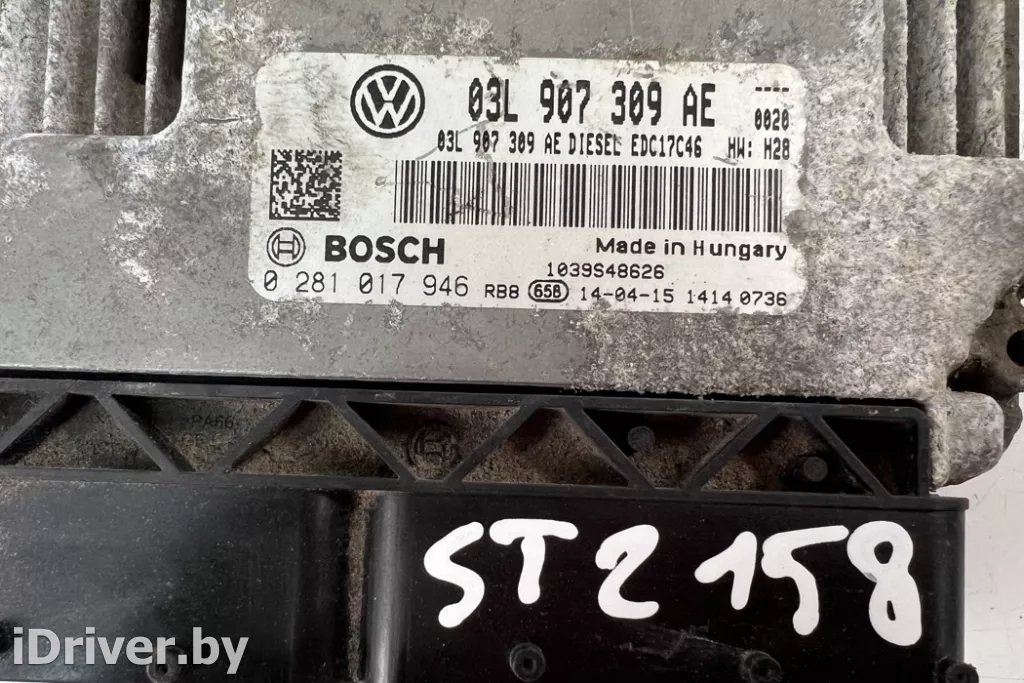 03L 907 309 AE ----
0020
03L 907 309 AE DIESEL EDC17C46 HW: H28
BOSCH
Made in Hungary
1039S48626
0 281 017 946 RB8 658 14-04-15 1414 0736
PA66
ST2158
iDriver.by